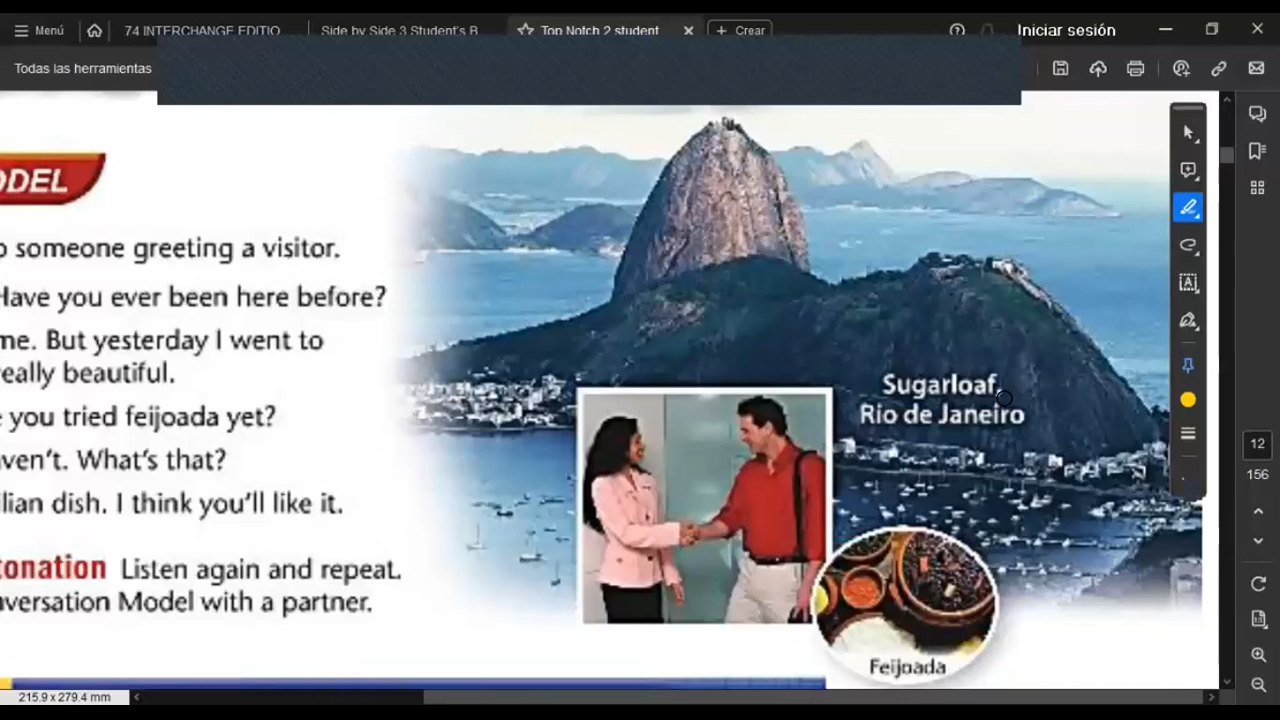 Menú
74 INTERCHANGE EDITIO
Side by Side 3 Student's B
Top Notch 2 student
Crear
Iniciar sesión
Todas las herramientas
ODEL
o someone greeting a visitor.
Have you ever been here before?
me. But yesterday I went to
really beautiful.
e you tried feijoada yet?
aven't. What's that?
ilian dish. I think you'll like it.
tonation Listen again and repeat.
nversation Model with a partner.
Sugarloaf,
Rio de Janeiro
Feijoada
12
156
215.9 x 279.4 mm